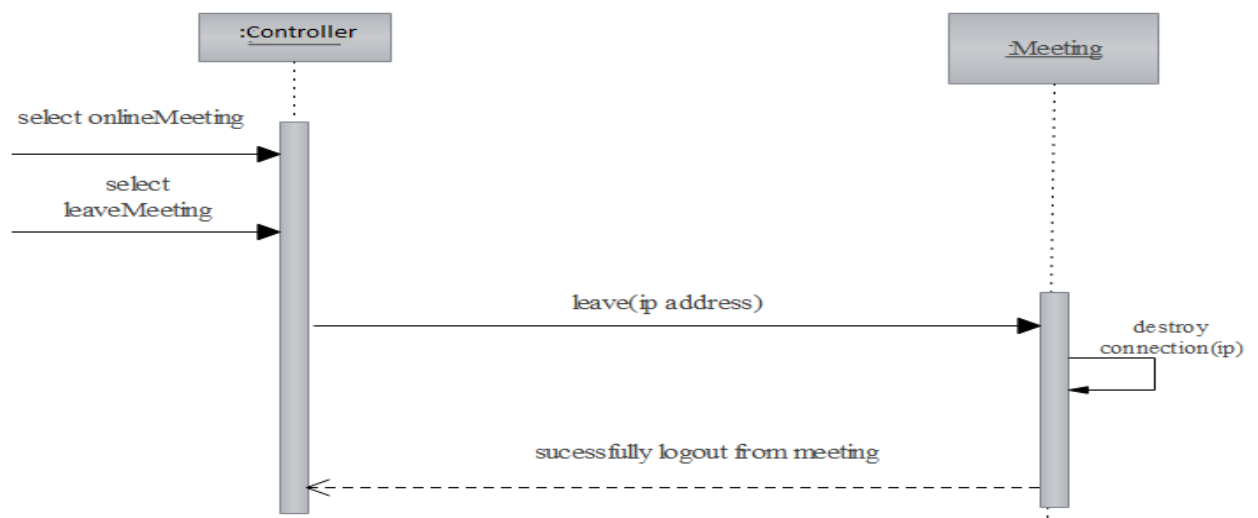 :Controller
:Meeting
select onlineMeeting
select
leaveMeeting
leave(ip address)
destroy
connection(ip)
sucessfully logout from meeting